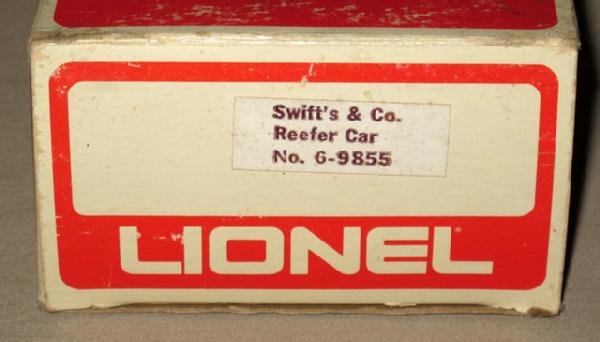 Swift's & Co.
Reefer Car
No. 6-9855
LIONEL